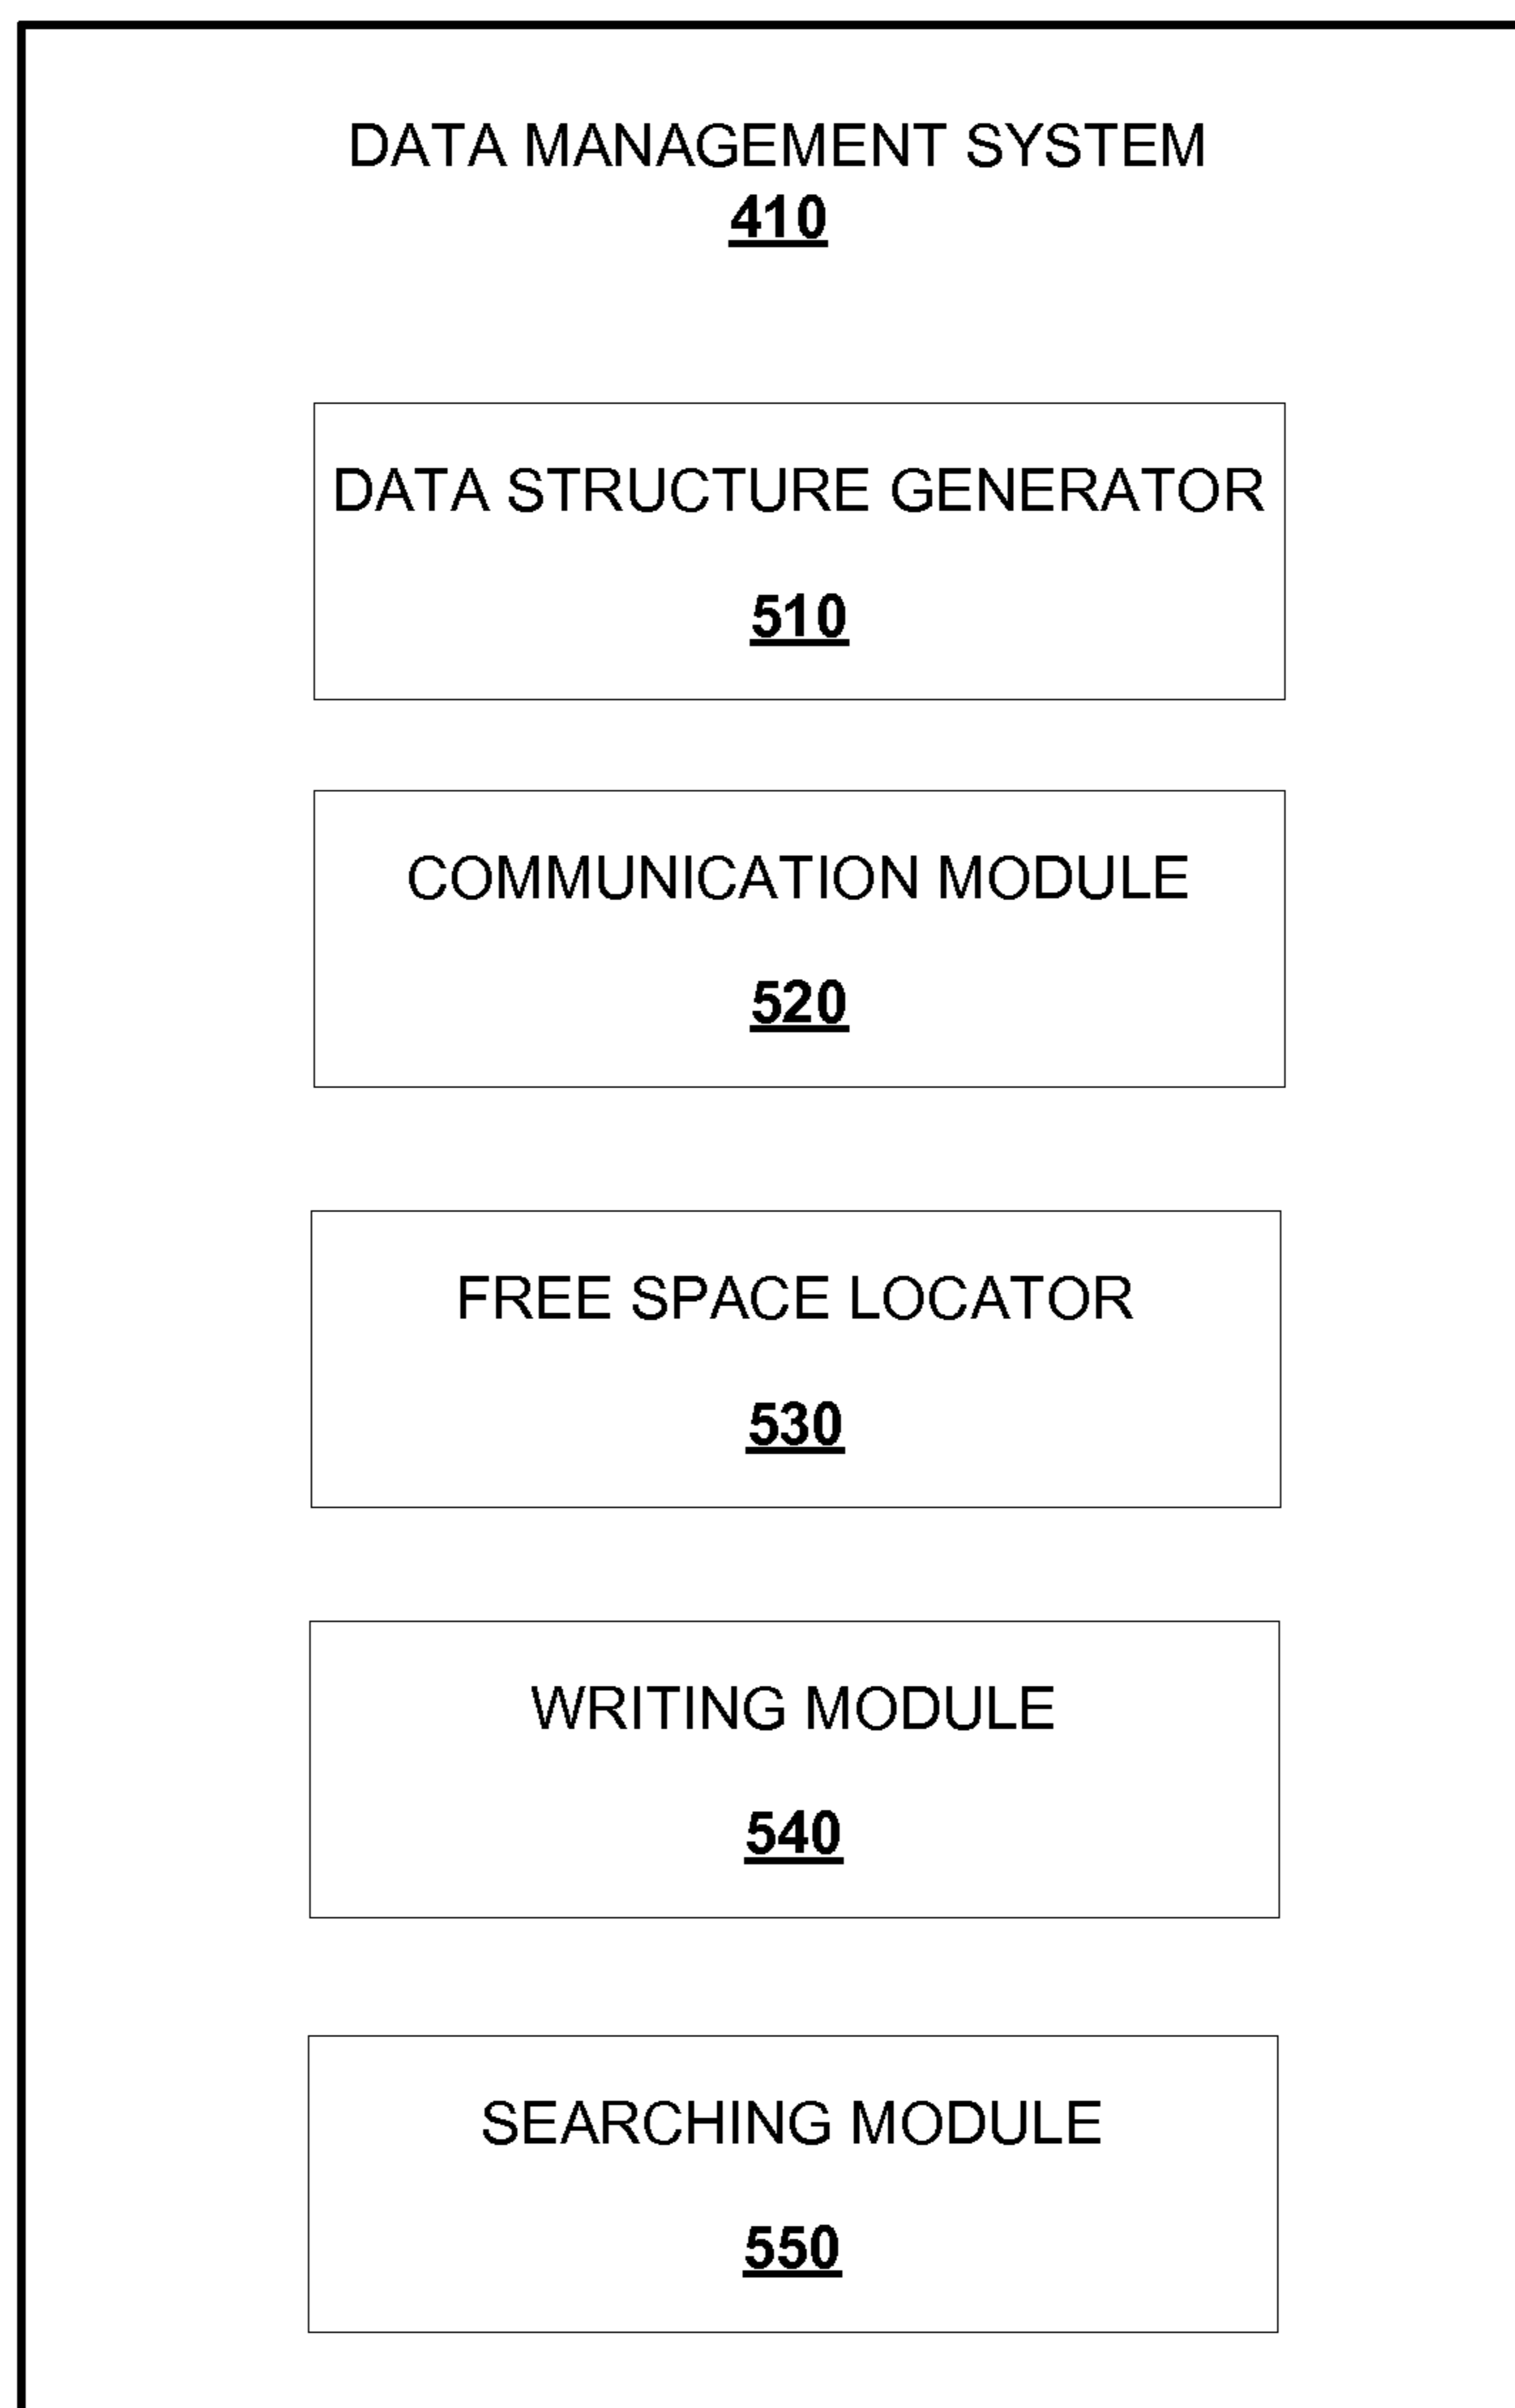 DATA MANAGEMENT SYSTEM
410
DATA STRUCTURE GENERATOR
510
COMMUNICATION MODULE
520
FREE SPACE LOCATOR
530
WRITING MODULE
540
SEARCHING MODULE
550